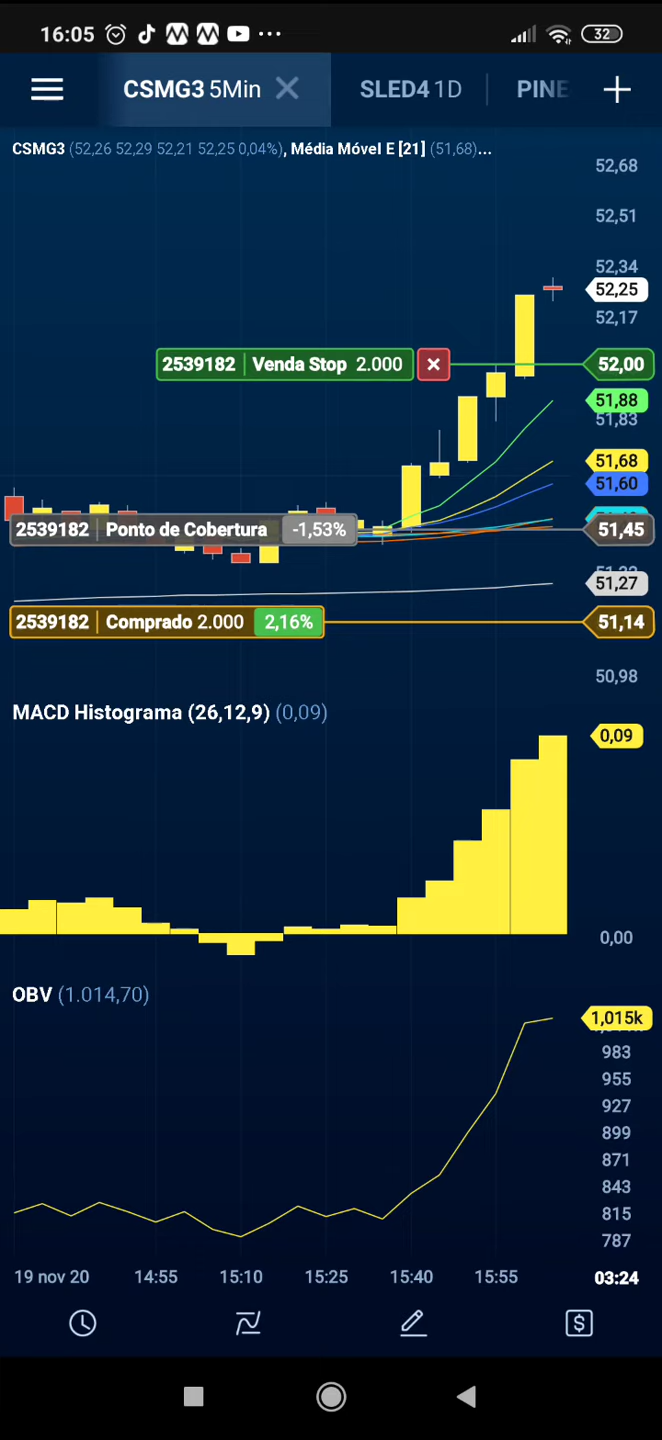 16:05 32
CSMG3 5Min SLED4 1D PINE
CSMG3 (52,26 52,29 52,21 52,25 0,04%), Média Móvel E [21] (51,68)...
52,68
52,51
52,34
52,25
52,17
2539182 Venda Stop 2.000 52,00
51,88
51,83
51,68
51,60
2539182 Ponto de Cobertura -1,53% 51,45
51,27
2539182 Comprado 2.000 2,16% 51,14
50,98
MACD Histograma (26,12,9) (0,09)
0,09
0,00
OBV (1.014,70)
1,015k
983
955
927
899
871
843
815
787
19 nov 20 14:55 15:10 15:25 15:40 15:55 03:24